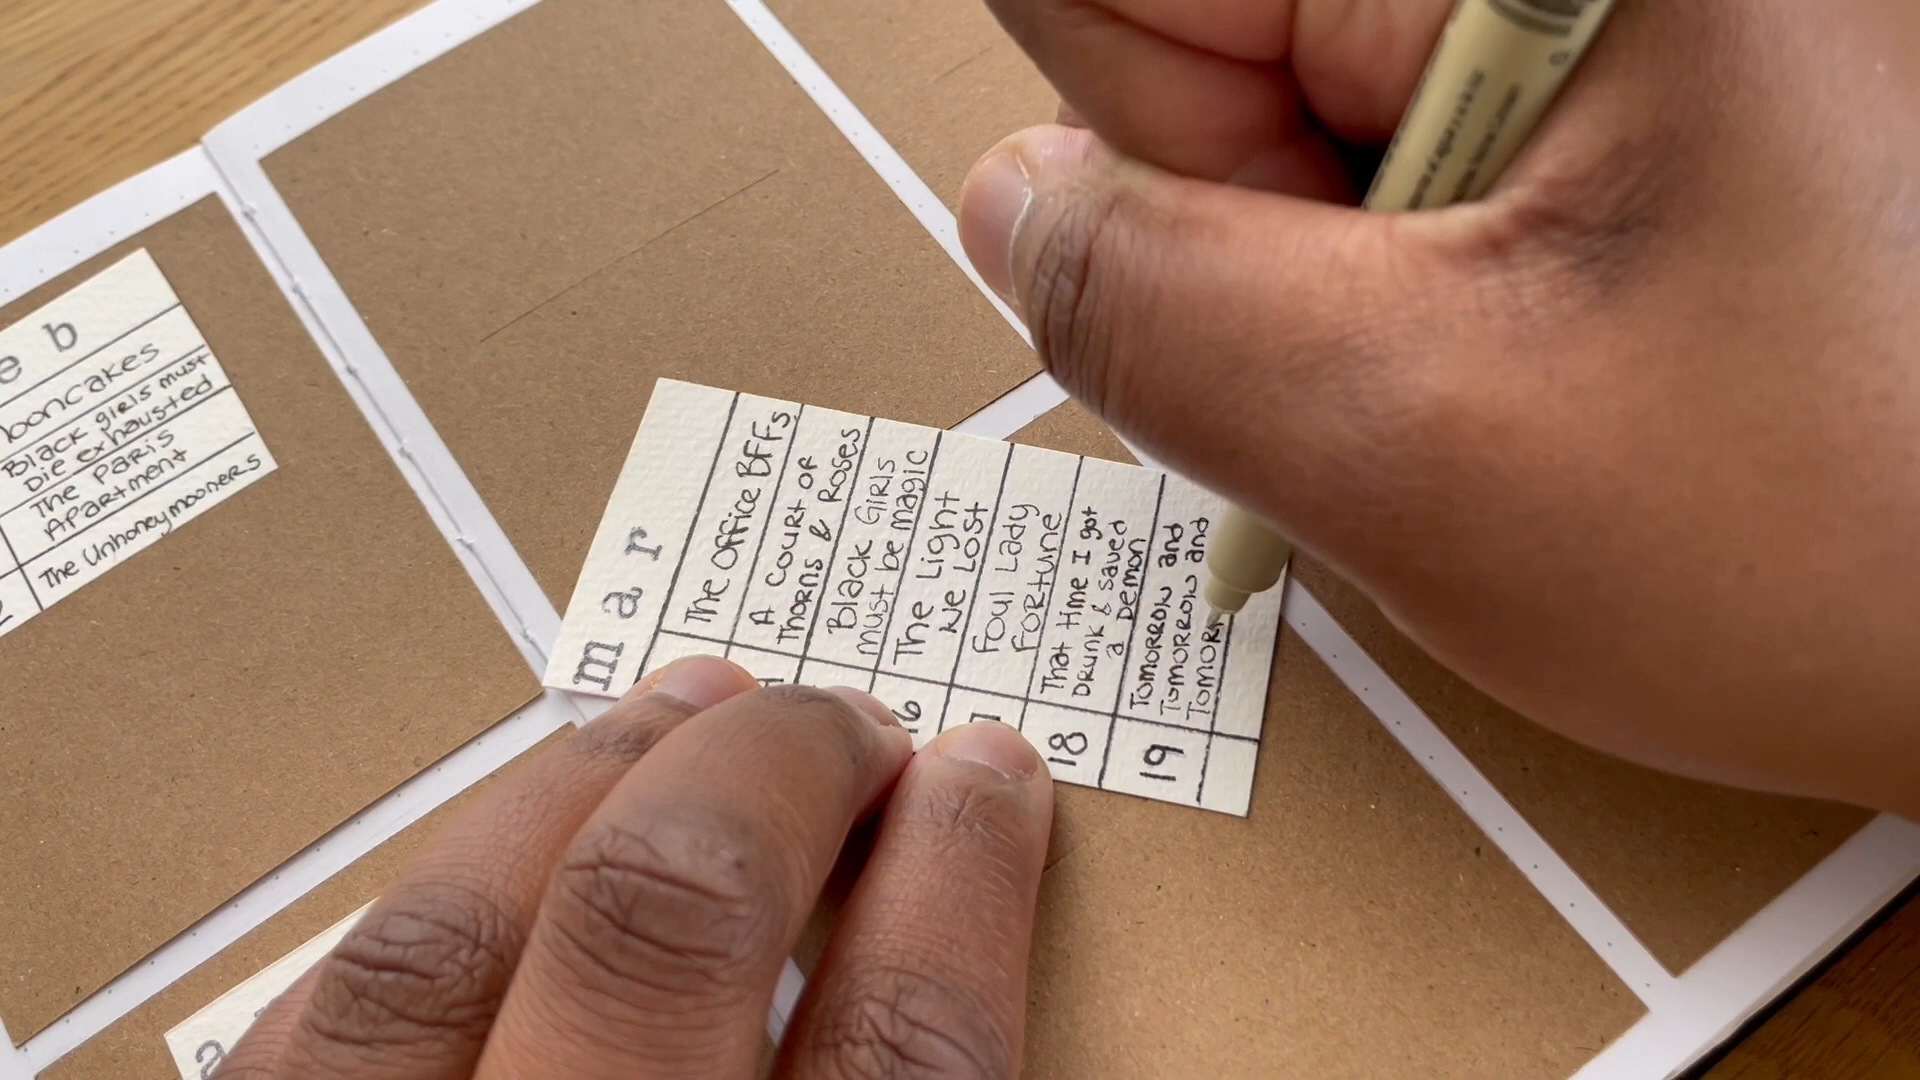 e b
ooncakes
Black girls must
Die exhausted
The Paris
Apartment
The Unhoneymooners
mar
The Office BFFs
A Court of
Thorns & Roses
Black Girls
must be magic
16
The Light
We Lost
Foul Lady
Fortune
18
That time I got
Drunk & saved
a Demon
19
Tomorrow and
Tomorrow and
Tomor
a